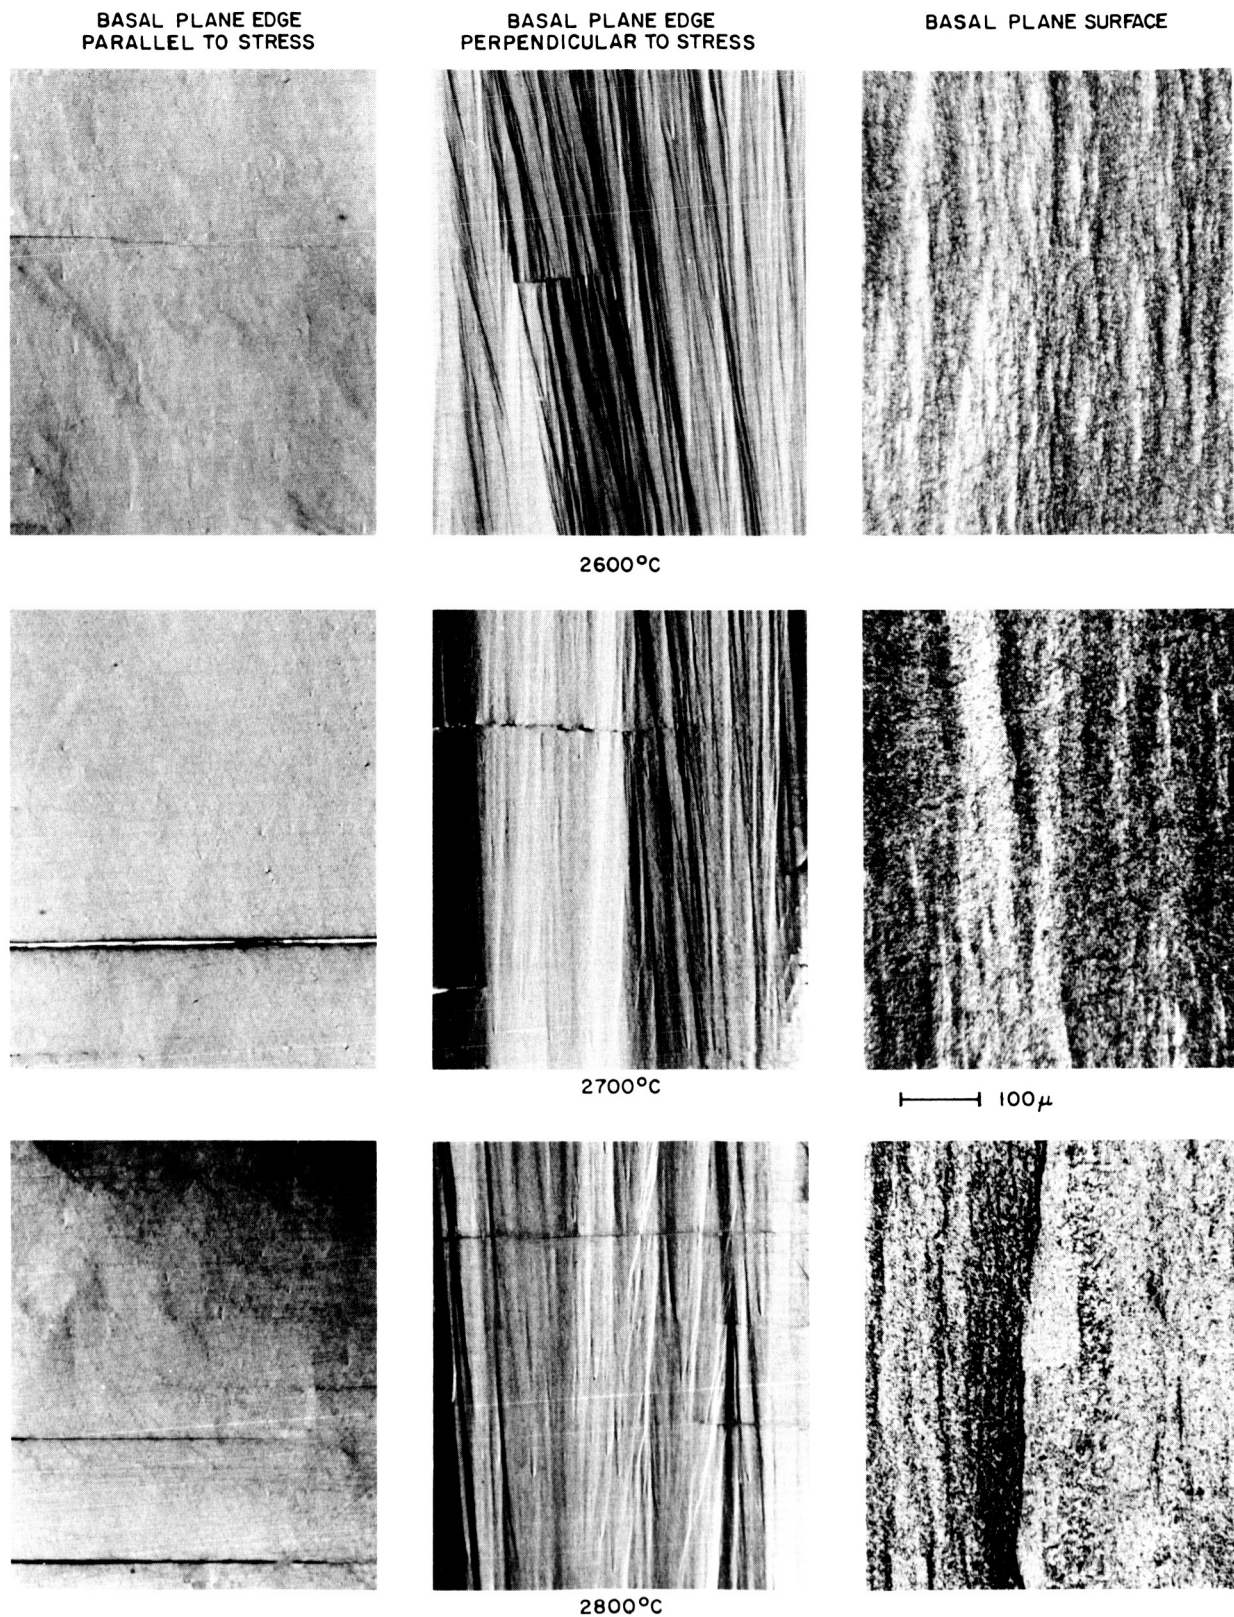 BASAL PLANE EDGE
PARALLEL TO STRESS
BASAL PLANE EDGE
PERPENDICULAR TO STRESS
BASAL PLANE SURFACE
2600°C
2700°C
100μ
2800°C